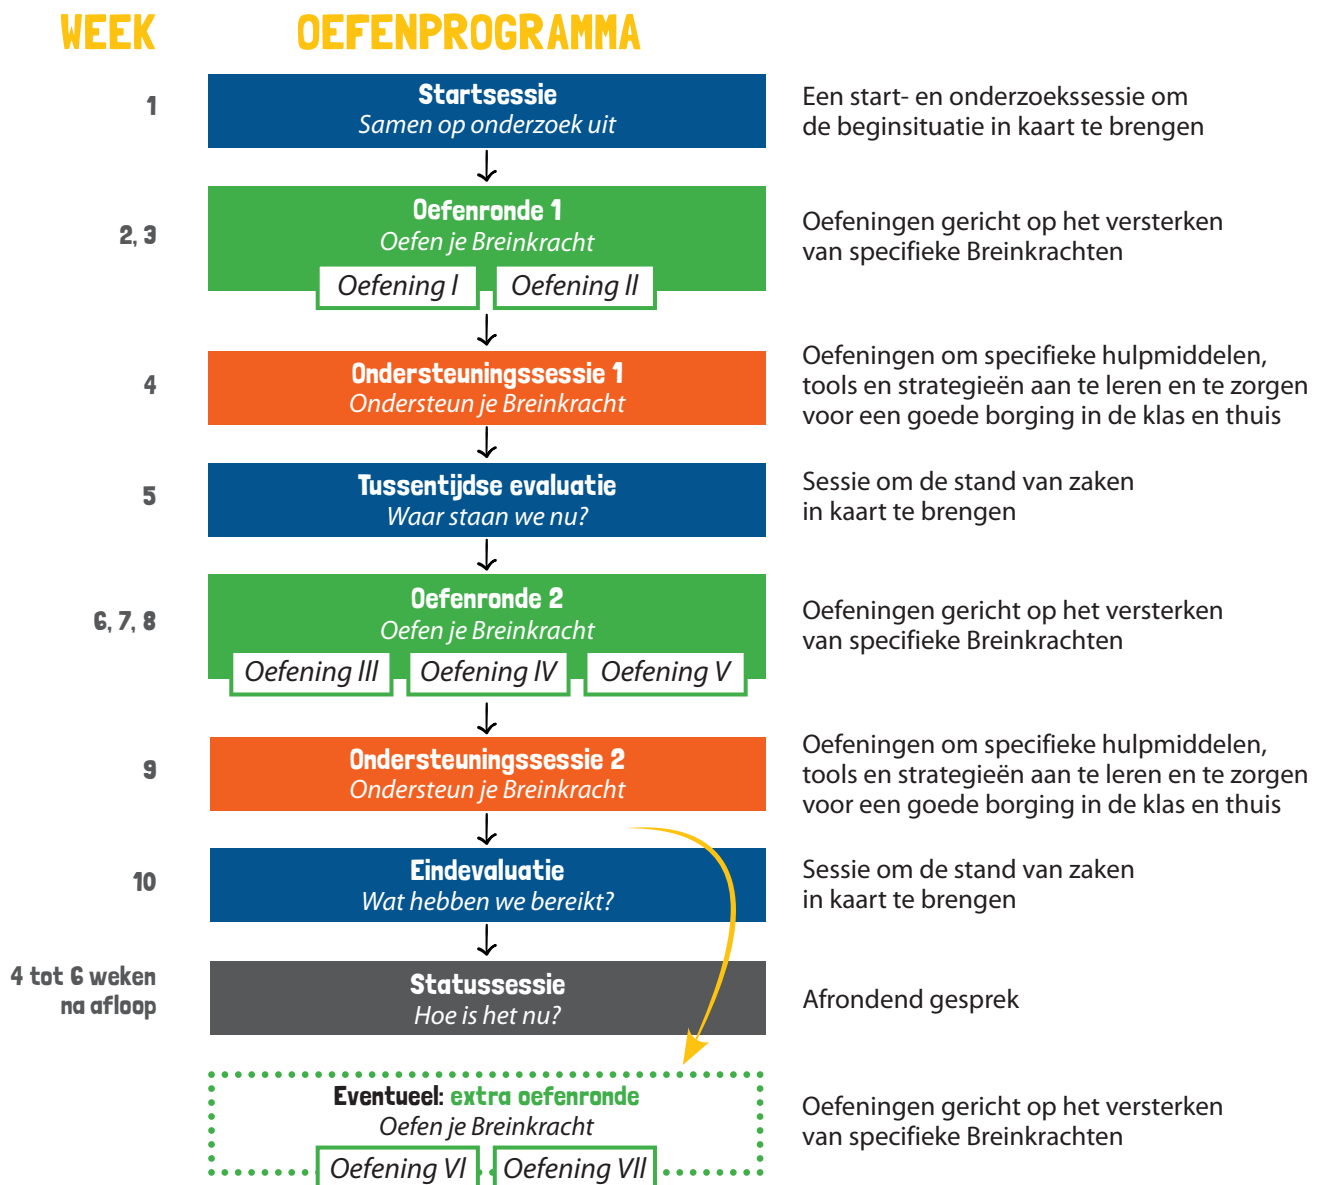 WEEK OEFENPROGRAMMA
1
Startsessie
Samen op onderzoek uit
Een start- en onderzoekssessie om
de beginsituatie in kaart te brengen
2, 3
Oefenronde 1
Oefen je Breinkracht
Oefening I Oefening II
Oefeningen gericht op het versterken
van specifieke Breinkrachten
4
Ondersteuningssessie 1
Ondersteun je Breinkracht
Oefeningen om specifieke hulpmiddelen,
tools en strategieën aan te leren en te zorgen
voor een goede borging in de klas en thuis
5
Tussentijdse evaluatie
Waar staan we nu?
Sessie om de stand van zaken
in kaart te brengen
6, 7, 8
Oefenronde 2
Oefen je Breinkracht
Oefening III Oefening IV Oefening V
Oefeningen gericht op het versterken
van specifieke Breinkrachten
9
Ondersteuningssessie 2
Ondersteun je Breinkracht
Oefeningen om specifieke hulpmiddelen,
tools en strategieën aan te leren en te zorgen
voor een goede borging in de klas en thuis
10
Eindevaluatie
Wat hebben we bereikt?
Sessie om de stand van zaken
in kaart te brengen
4 tot 6 weken
na afloop
Statussessie
Hoe is het nu?
Afrondend gesprek
Eventueel: extra oefenronde
Oefen je Breinkracht
Oefening VI Oefening VII
Oefeningen gericht op het versterken
van specifieke Breinkrachten